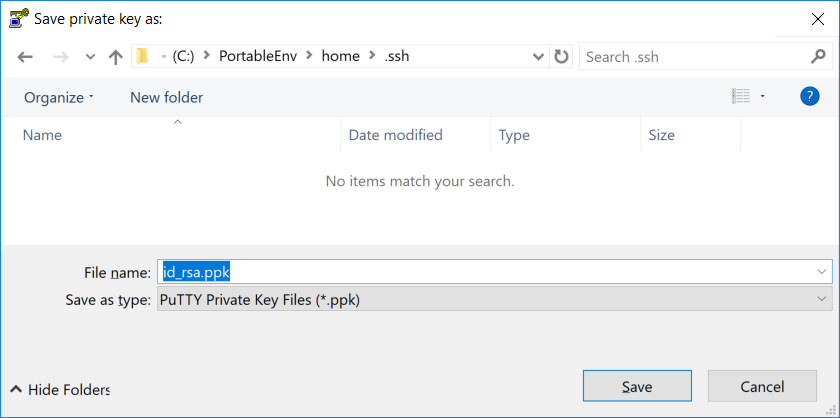 Save private key as:
« (C:) > PortableEnv > home > .ssh Search .ssh
Organize New folder ?
Name Date modified Type Size
No items match your search.
File name: id_rsa.ppk
Save as type: PuTTY Private Key Files (*.ppk)
Hide Folders Save Cancel